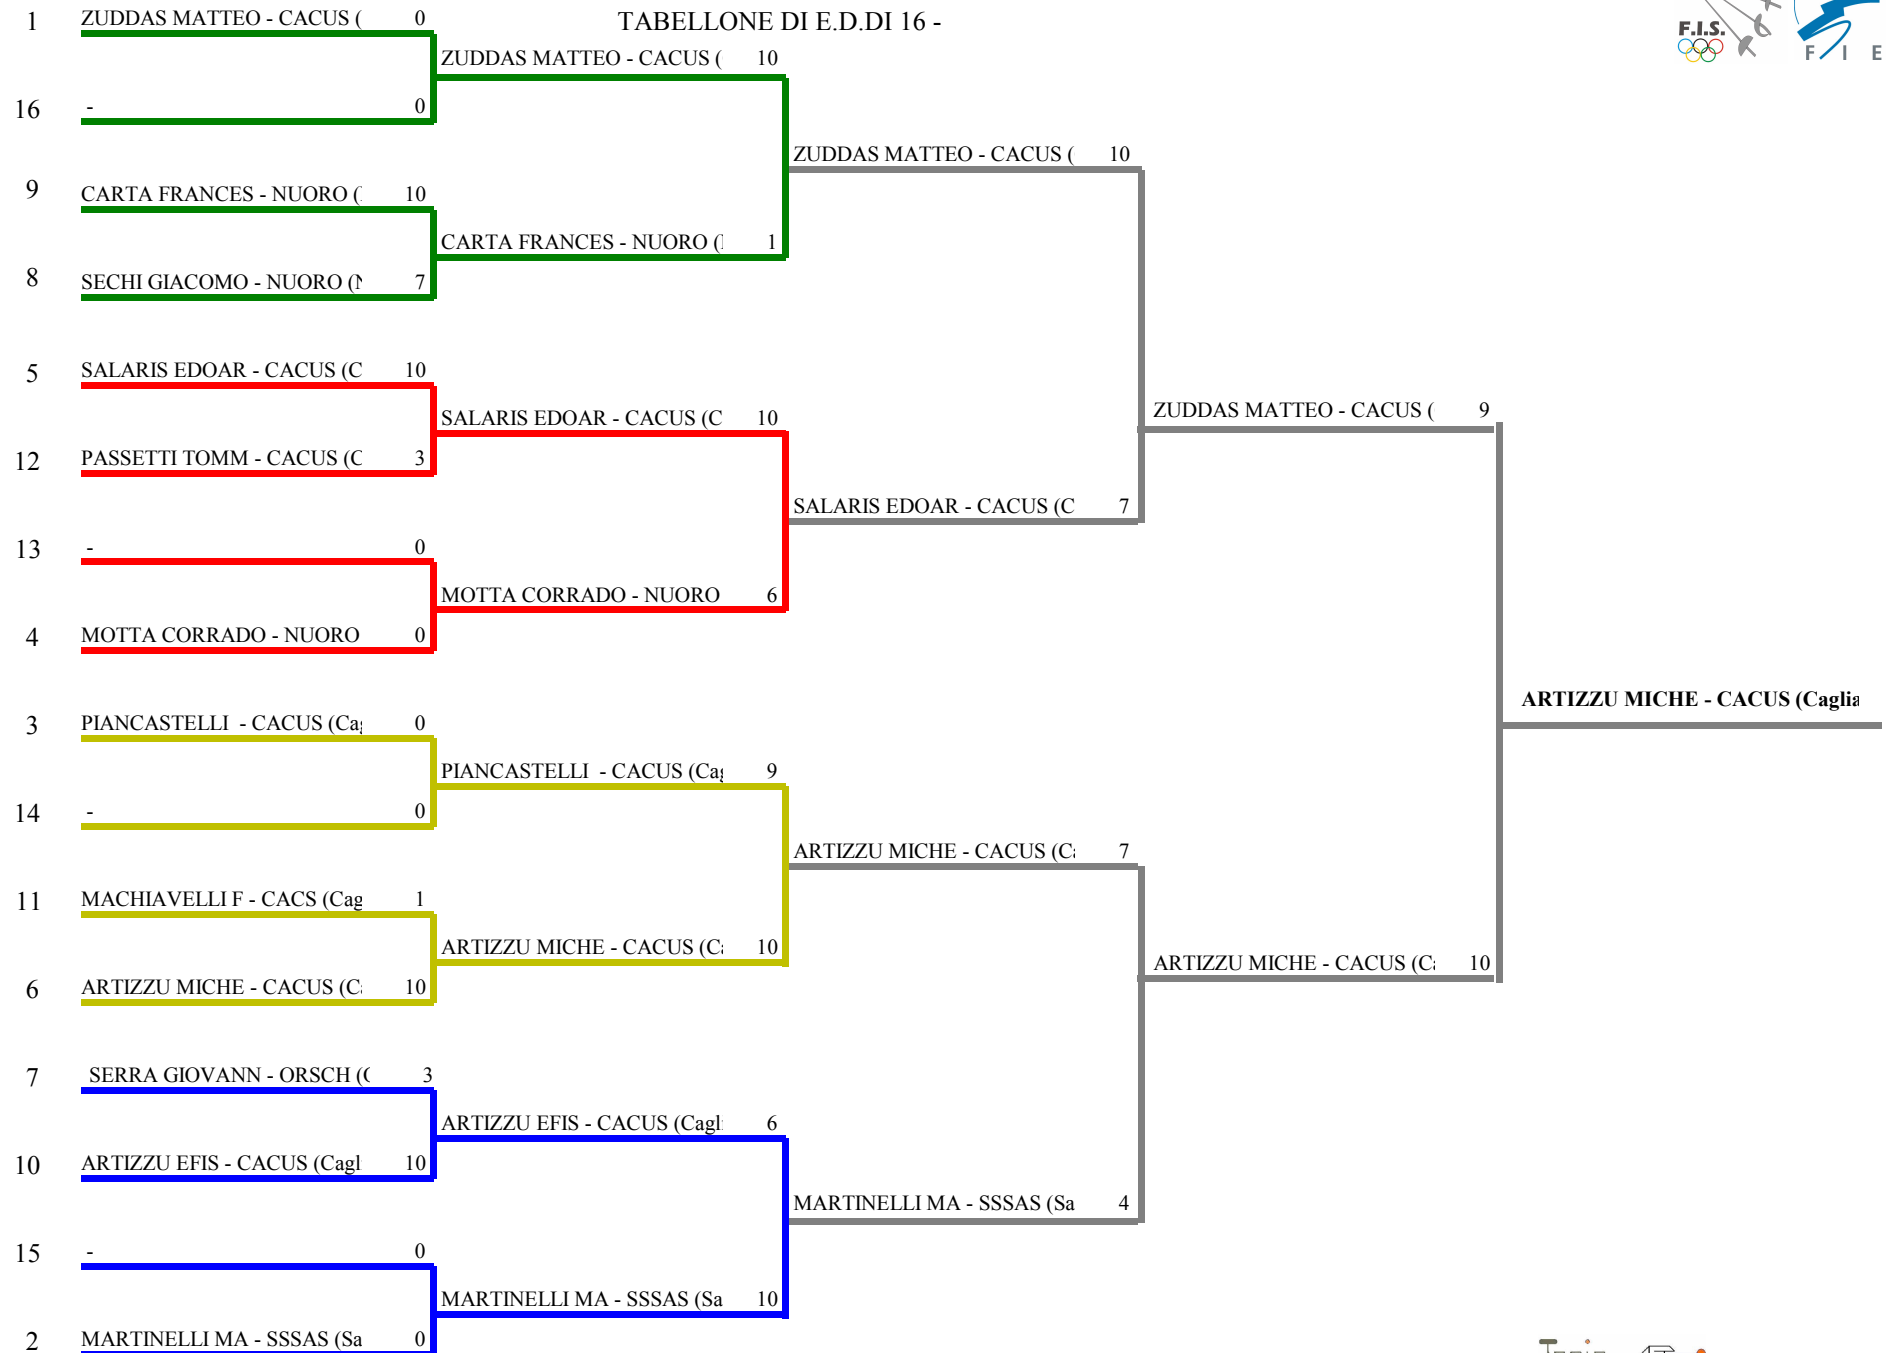 TABELLONE DI E.D.DI 16 -
F.I.S.
F I E
1 ZUDDAS MATTEO - CACUS ( 0
ZUDDAS MATTEO - CACUS ( 10
16 - 0
ZUDDAS MATTEO - CACUS ( 10
9 CARTA FRANCES - NUORO ( 10
CARTA FRANCES - NUORO ( 1
8 SECHI GIACOMO - NUORO (N 7
5 SALARIS EDOAR - CACUS (C 10
ZUDDAS MATTEO - CACUS ( 9
SALARIS EDOAR - CACUS (C 10
12 PASSETTI TOMM - CACUS (C 3
SALARIS EDOAR - CACUS (C 7
13 - 0
MOTTA CORRADO - NUORO 6
4 MOTTA CORRADO - NUORO 0
ARTIZZU MICHE - CACUS (Caglia
3 PIANCASTELLI - CACUS (Cag 0
PIANCASTELLI - CACUS (Cag 9
14 - 0
ARTIZZU MICHE - CACUS (Ca 7
11 MACHIAVELLI F - CACS (Cag 1
ARTIZZU MICHE - CACUS (Ca 10
ARTIZZU MICHE - CACUS (Ca 10
6 ARTIZZU MICHE - CACUS (Ca 10
7 SERRA GIOVANN - ORSCH ( 3
ARTIZZU EFIS - CACUS (Cagl 6
10 ARTIZZU EFIS - CACUS (Cagl 10
MARTINELLI MA - SSSAS (Sa 4
15 - 0
MARTINELLI MA - SSSAS (Sa 10
2 MARTINELLI MA - SSSAS (Sa 0